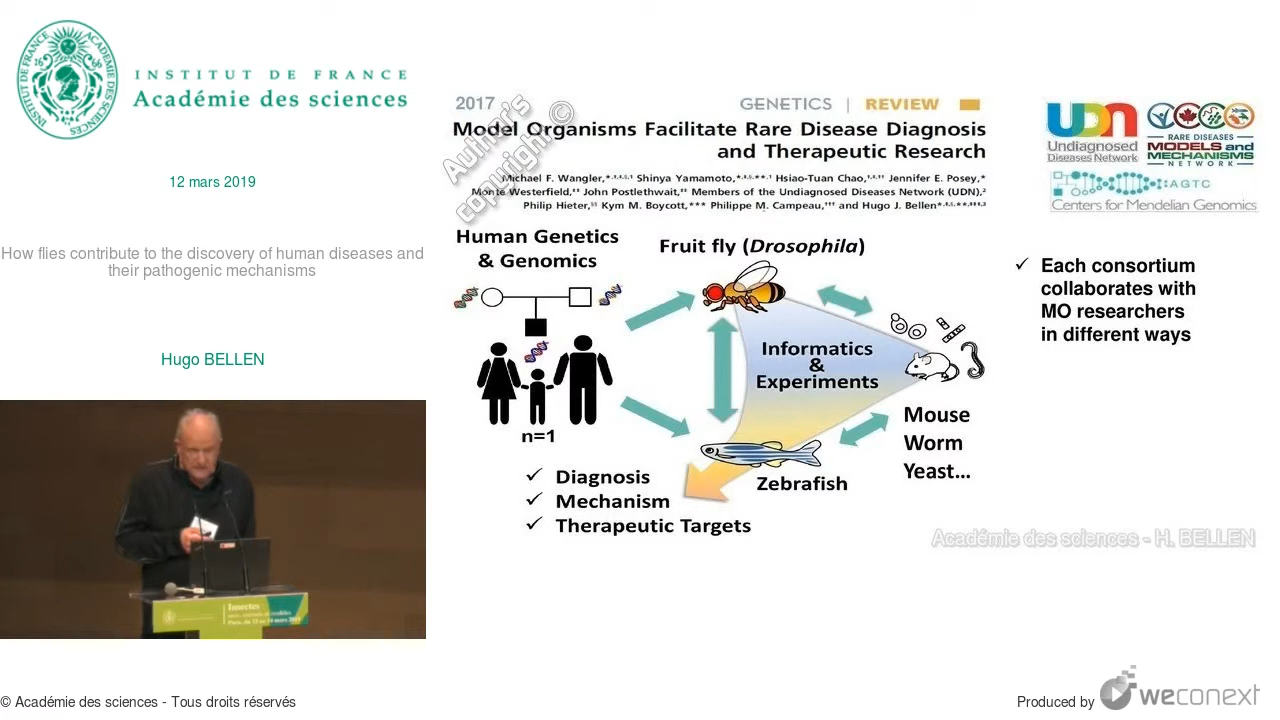 INSTITUT DE FRANCE
Académie des sciences
12 mars 2019
How flies contribute to the discovery of human diseases and
their pathogenic mechanisms
Hugo BELLEN
Insectes
2017
GENETICS | REVIEW
Author's
copyright ©
Model Organisms Facilitate Rare Disease Diagnosis
and Therapeutic Research
Michael F. Wangler, Shinya Yamamoto, Hsiao-Tuan Chao, Jennifer E. Posey,*
Monte Westerfield, John Postlethwait, Members of the Undiagnosed Diseases Network (UDN),
Philip Hieter, Kym M. Boycott,*** Philippe M. Campeau,††† and Hugo J. Bellen
UDN
Undiagnosed
Diseases Network
RARE DISEASES
MODELS and
MECHANISMS
NETWORK
AGTC
Centers for Mendelian Genomics
Human Genetics
& Genomics
n=1
Fruit fly (Drosophila)
Informatics
&
Experiments
Mouse
Worm
Yeast...
Zebrafish
✓ Diagnosis
✓ Mechanism
✓ Therapeutic Targets
✓ Each consortium
collaborates with
MO researchers
in different ways
Académie des sciences - H. BELLEN
© Académie des sciences - Tous droits réservés
Produced by weconext